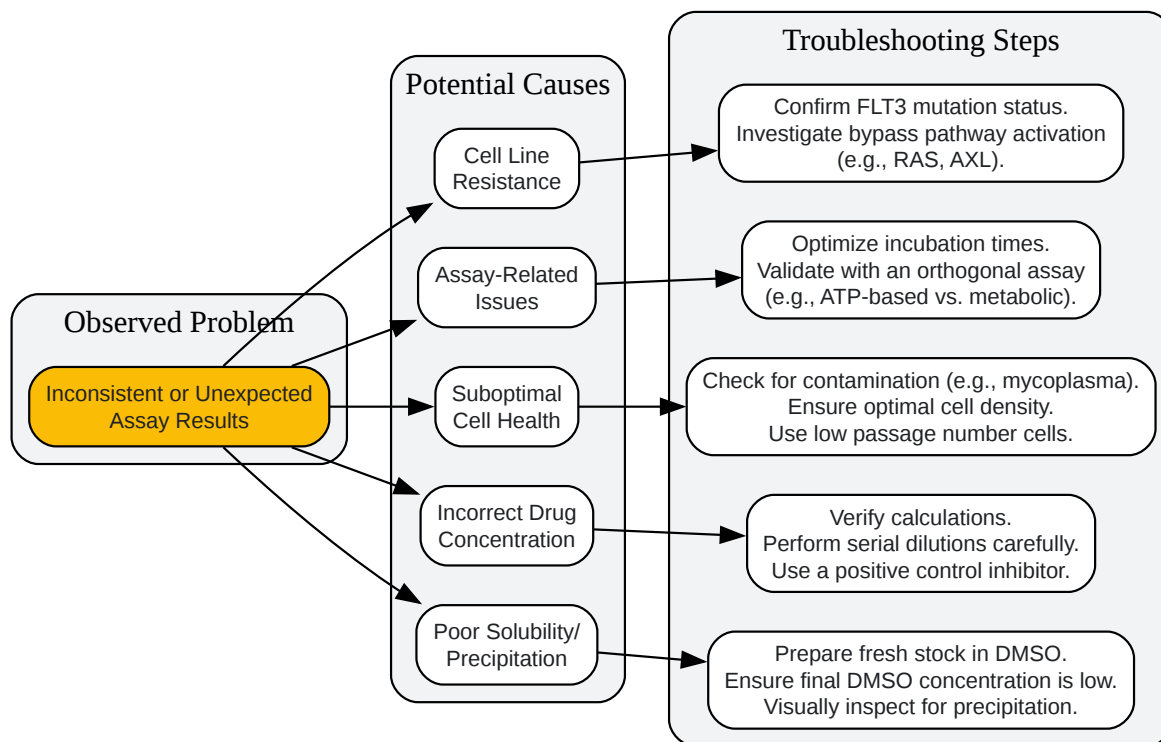 Observed Problem
Inconsistent or Unexpected
Assay Results
Potential Causes
Cell Line
Resistance
Assay-Related
Issues
Suboptimal
Cell Health
Incorrect Drug
Concentration
Poor Solubility/
Precipitation
Troubleshooting Steps
Confirm FLT3 mutation status.
Investigate bypass pathway activation
(e.g., RAS, AXL).
Optimize incubation times.
Validate with an orthogonal assay
(e.g., ATP-based vs. metabolic).
Check for contamination (e.g., mycoplasma).
Ensure optimal cell density.
Use low passage number cells.
Verify calculations.
Perform serial dilutions carefully.
Use a positive control inhibitor.
Prepare fresh stock in DMSO.
Ensure final DMSO concentration is low.
Visually inspect for precipitation.